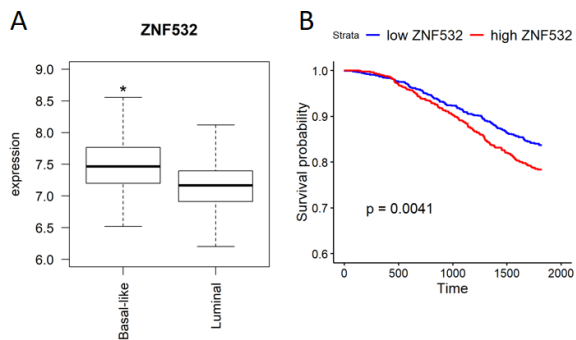 A
ZNF532
expression
9.0
8.5
8.0
7.5
7.0
6.5
6.0
*
Basal-like
Luminal
B
Strata low ZNF532 high ZNF532
Survival probability
1.0
0.9
0.8
0.7
0.6
p = 0.0041
0 500 1000 1500 2000
Time